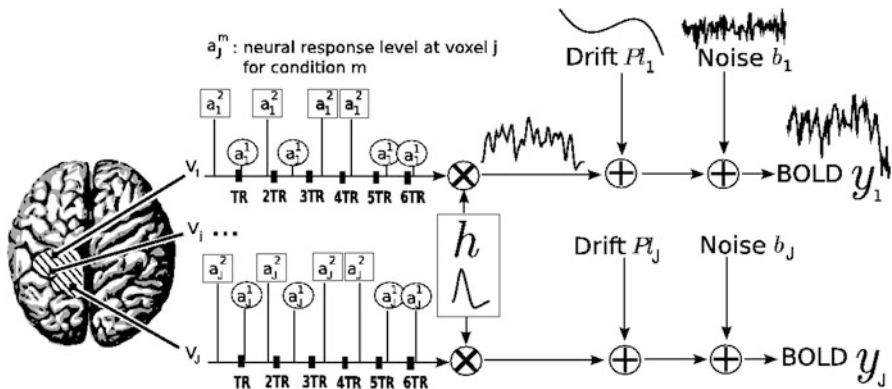 a_J^m : neural response level at voxel j
for condition m
Drift Pl_1
Noise b_1
a_1^2 a_1^2 a_1^2 a_1^2
a_1^1 a_1^1 a_1^1 a_1^1
V_1
TR 2TR 3TR 4TR 5TR 6TR
BOLD y_1
V_j ...
h
Drift Pl_J
Noise b_J
a_J^2 a_J^2 a_J^2 a_J^2
a_J^1 a_J^1 a_J^1 a_J^1
V_J
TR 2TR 3TR 4TR 5TR 6TR
BOLD y_J